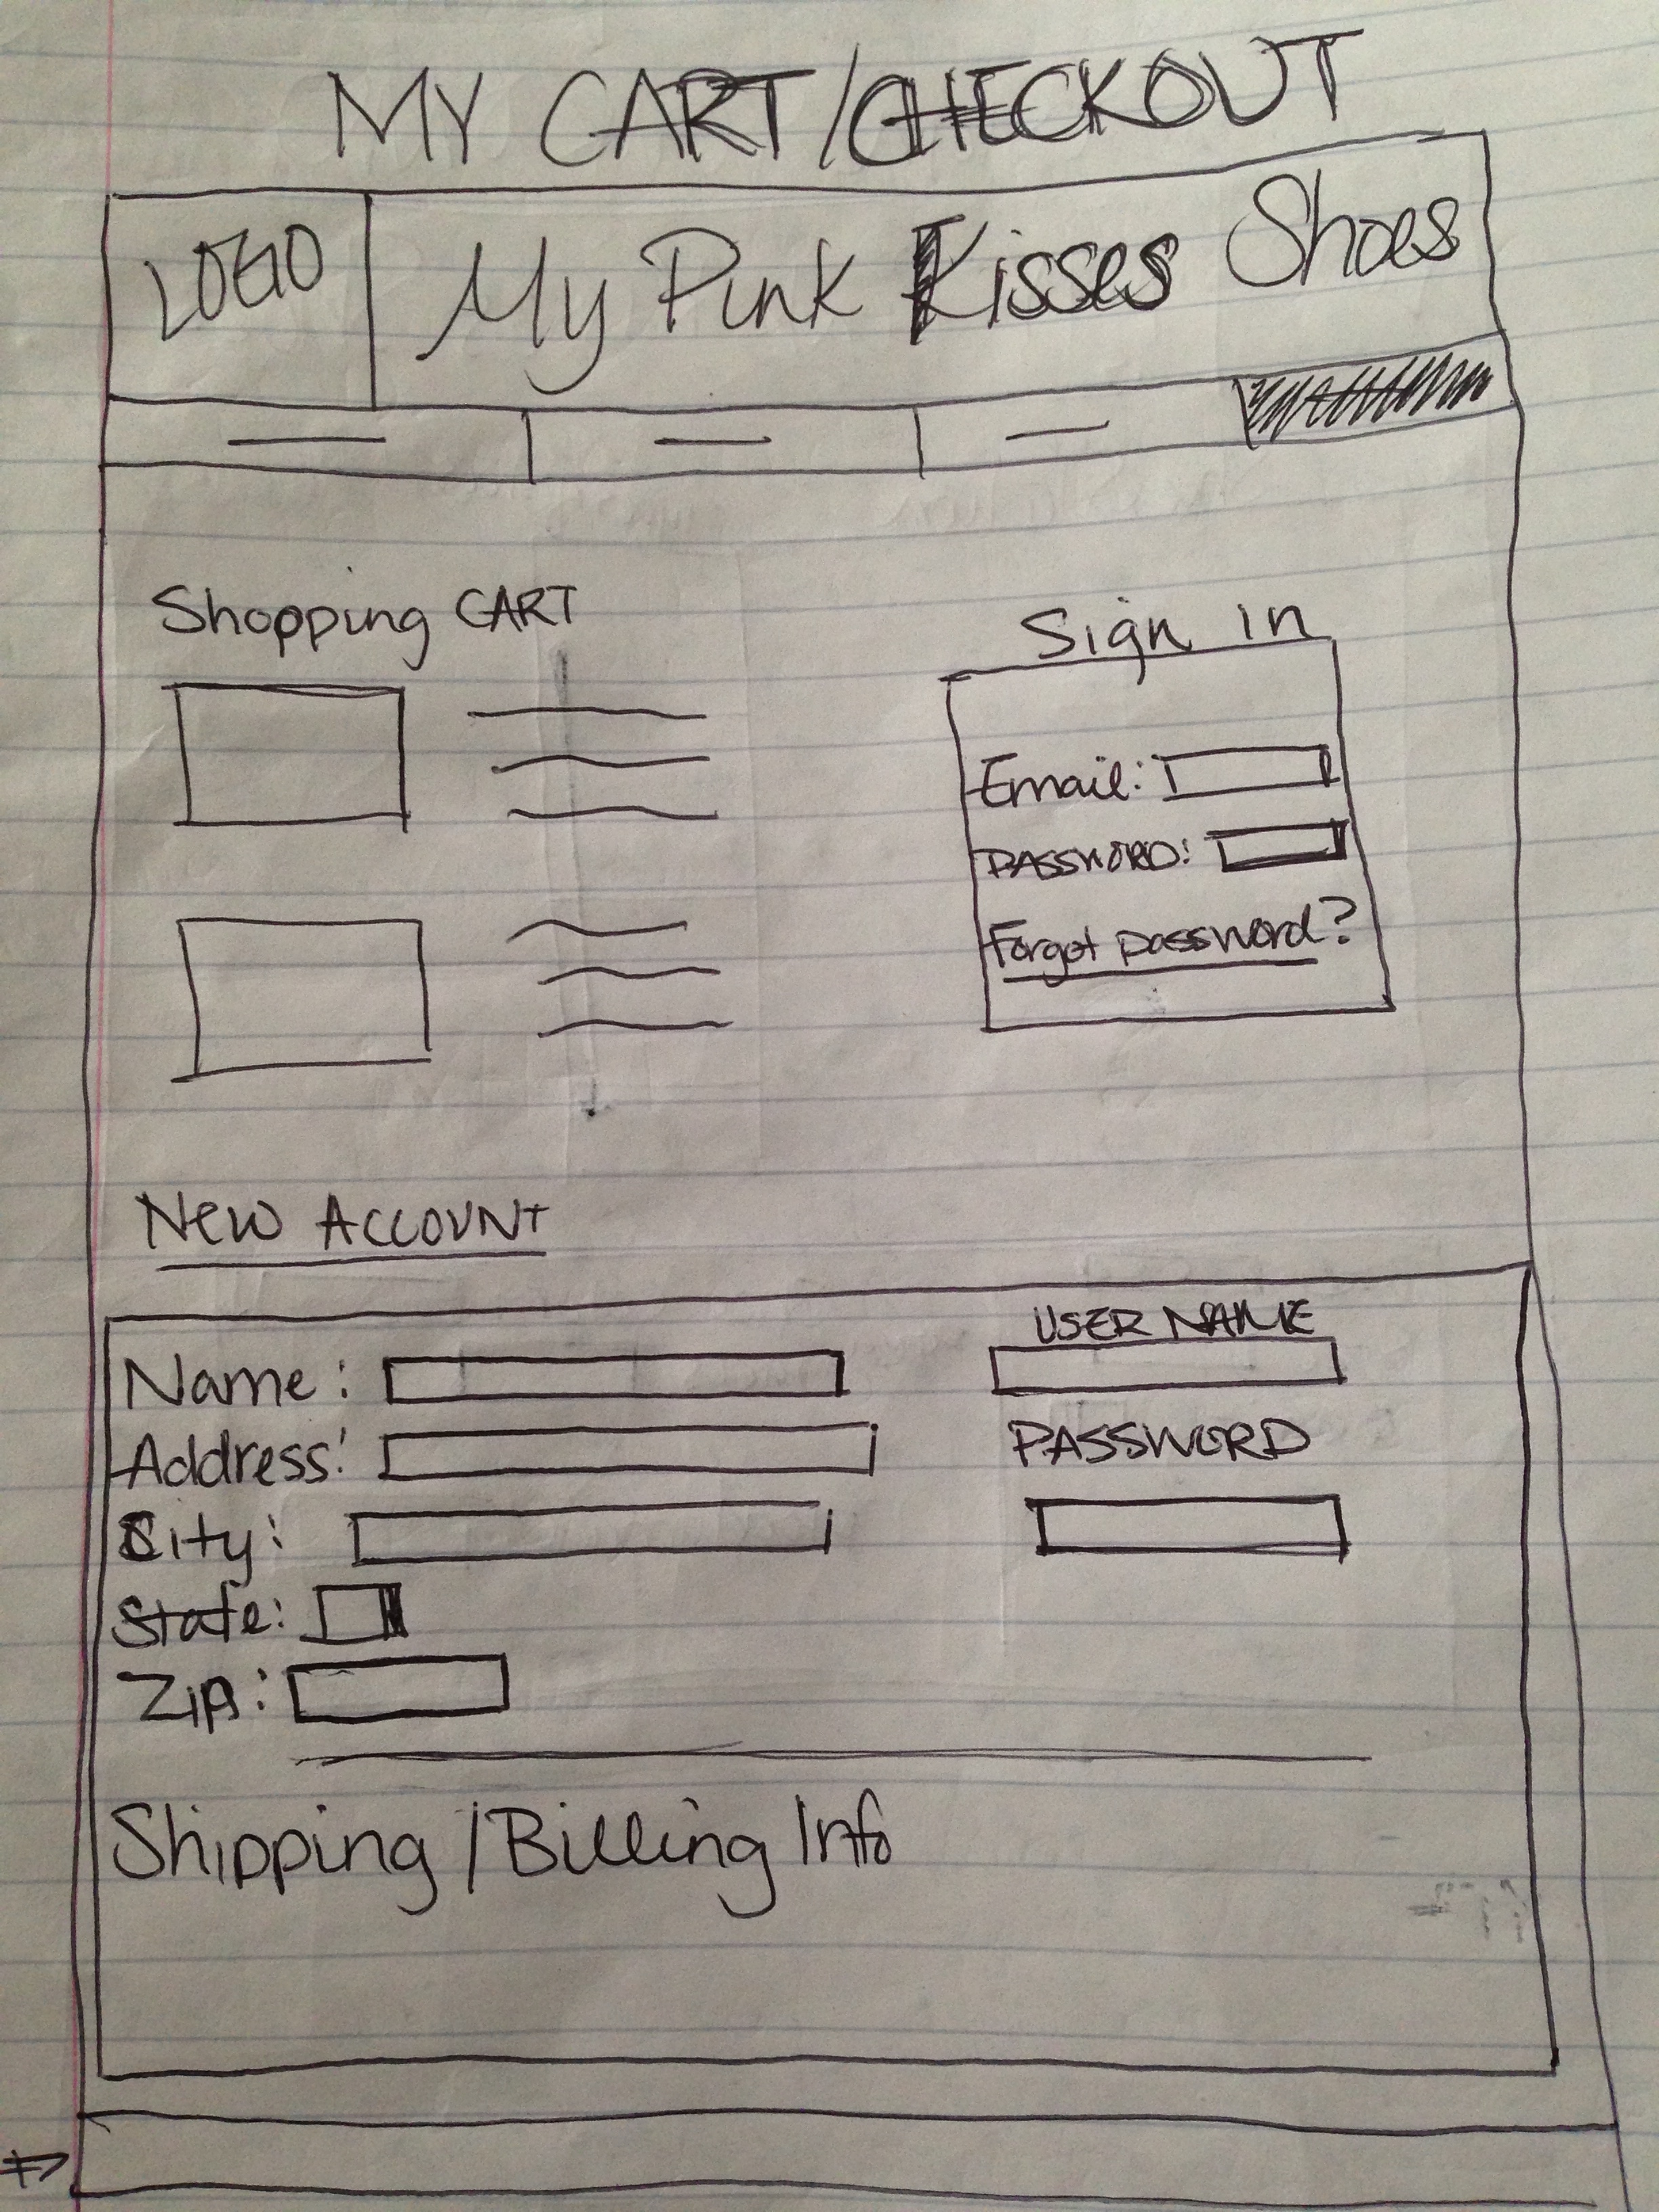 MY CART/CHECKOUT
LOGO
My Pink Kisses Shoes
Shopping CART
Sign in
Email:
PASSWORD:
Forgot password?
New Account
Name:
USER NAME
Address:
PASSWORD
City:
State:
Zip:
Shipping/Billing Info